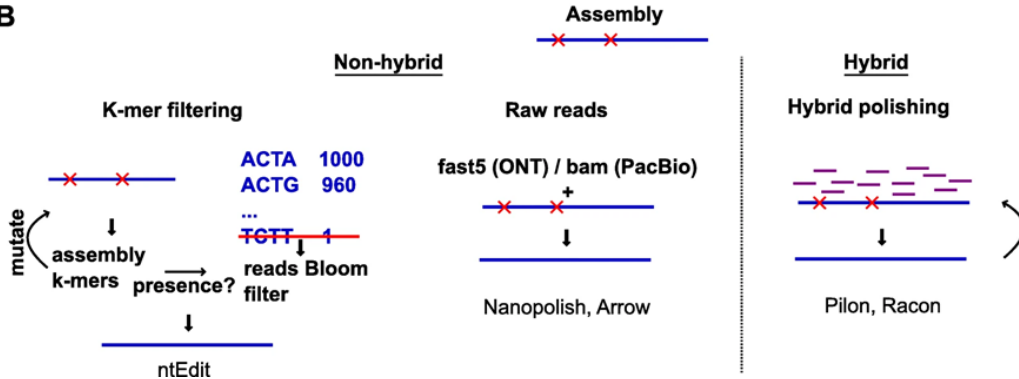 B
Assembly
Non-hybrid
Hybrid
K-mer filtering
Raw reads
Hybrid polishing
ACTA 1000
ACTG 960
...
TCTT 1
fast5 (ONT) / bam (PacBio)
+
mutate
assembly
k-mers
presence?
reads Bloom
filter
ntEdit
Nanopolish, Arrow
Pilon, Racon